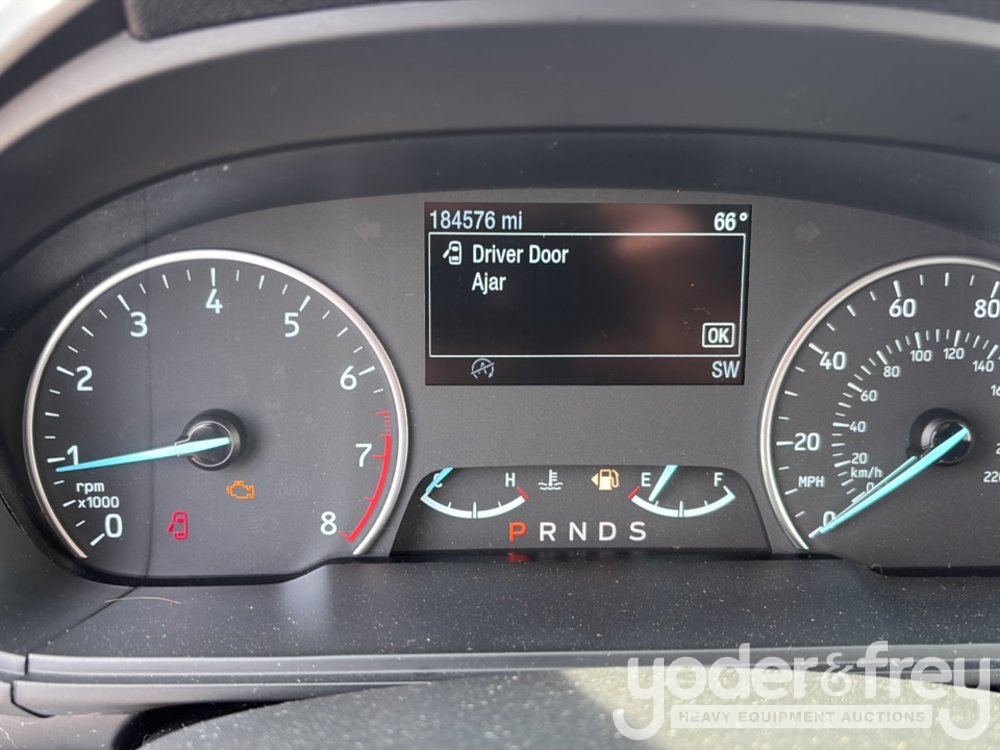 184576 mi 66°
Driver Door
Ajar
OK
SW
0 1 2 3 4 5 6 7 8
rpm
x1000
H E F
P R N D S
0 20 40 60 80
MPH
km/h
0 20 40 60 80 100 120 140
220
yoder&frey
HEAVY EQUIPMENT AUCTIONS